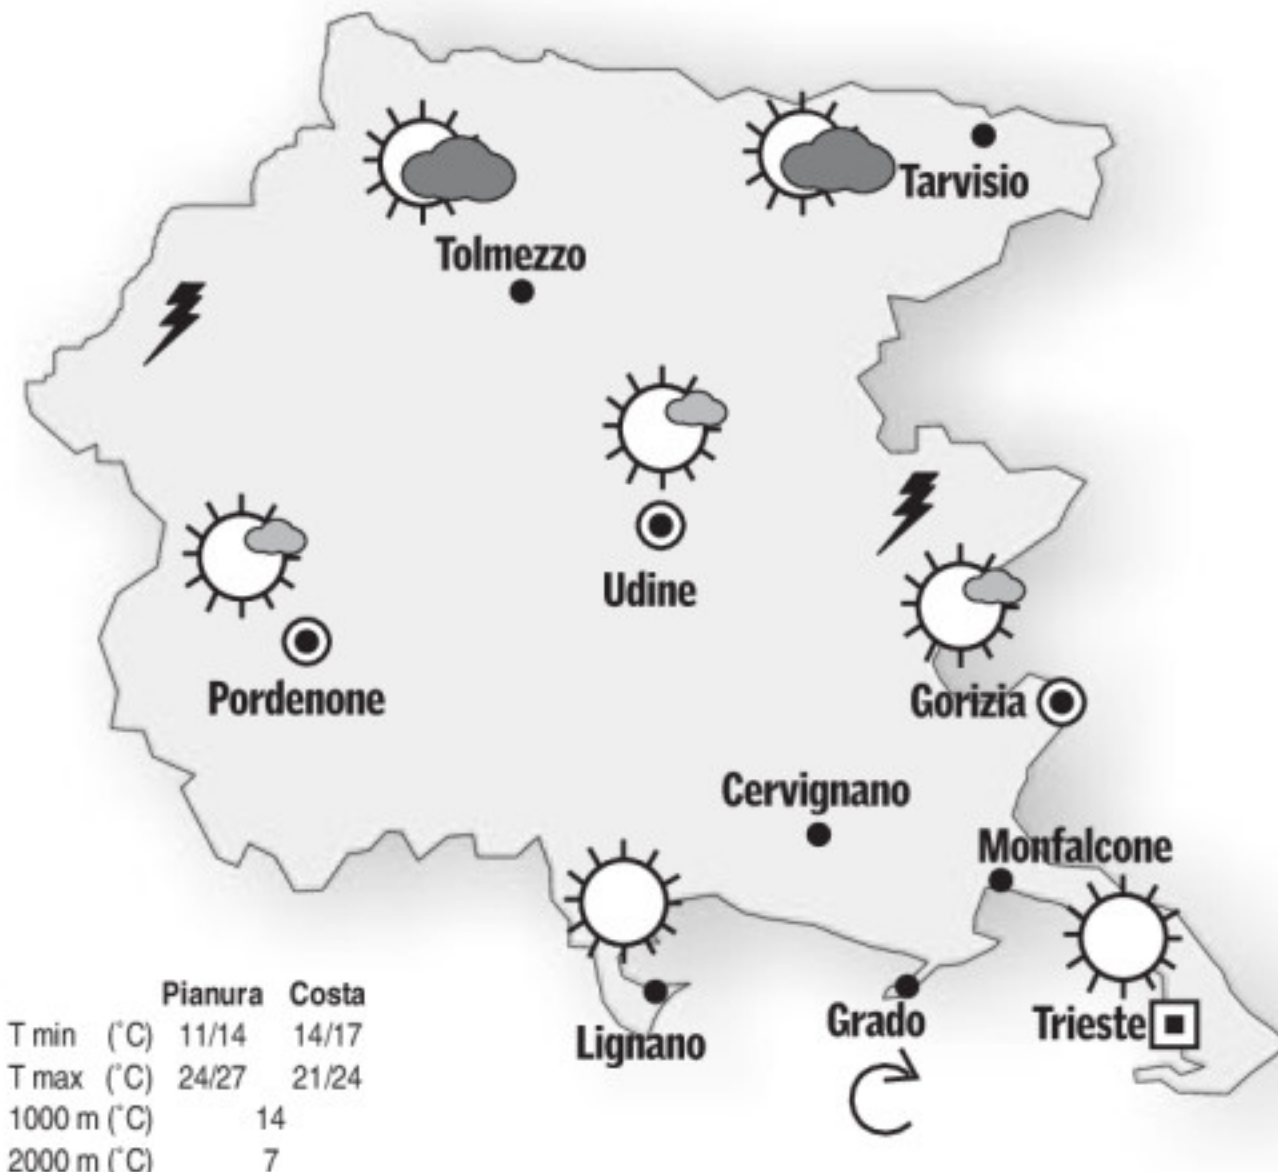 Tarvisio
Tolmezzo
Udine
Pordenone
Gorizia
Cervignano
Monfalcone
Grado
Trieste
Lignano
Pianura Costa
T min (°C) 11/14 14/17
T max (°C) 24/27 21/24
1000 m (°C) 14
2000 m (°C) 7